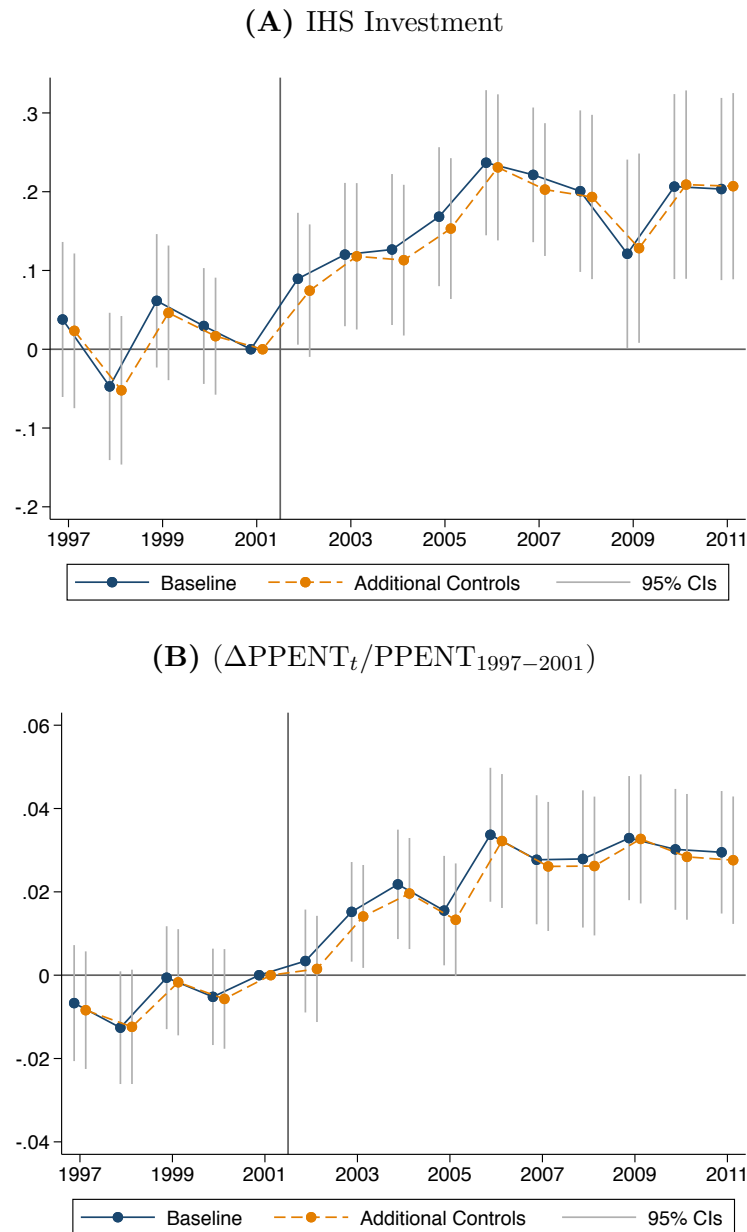 (A) IHS Investment
.3
.2
.1
0
-.1
-.2
1997 1999 2001 2003 2005 2007 2009 2011
Baseline Additional Controls 95% CIs
(B) (ΔPPENTₜ/PPENT₁₉₉₇₋₂₀₀₁)
.06
.04
.02
0
-.02
-.04
1997 1999 2001 2003 2005 2007 2009 2011
Baseline Additional Controls 95% CIs